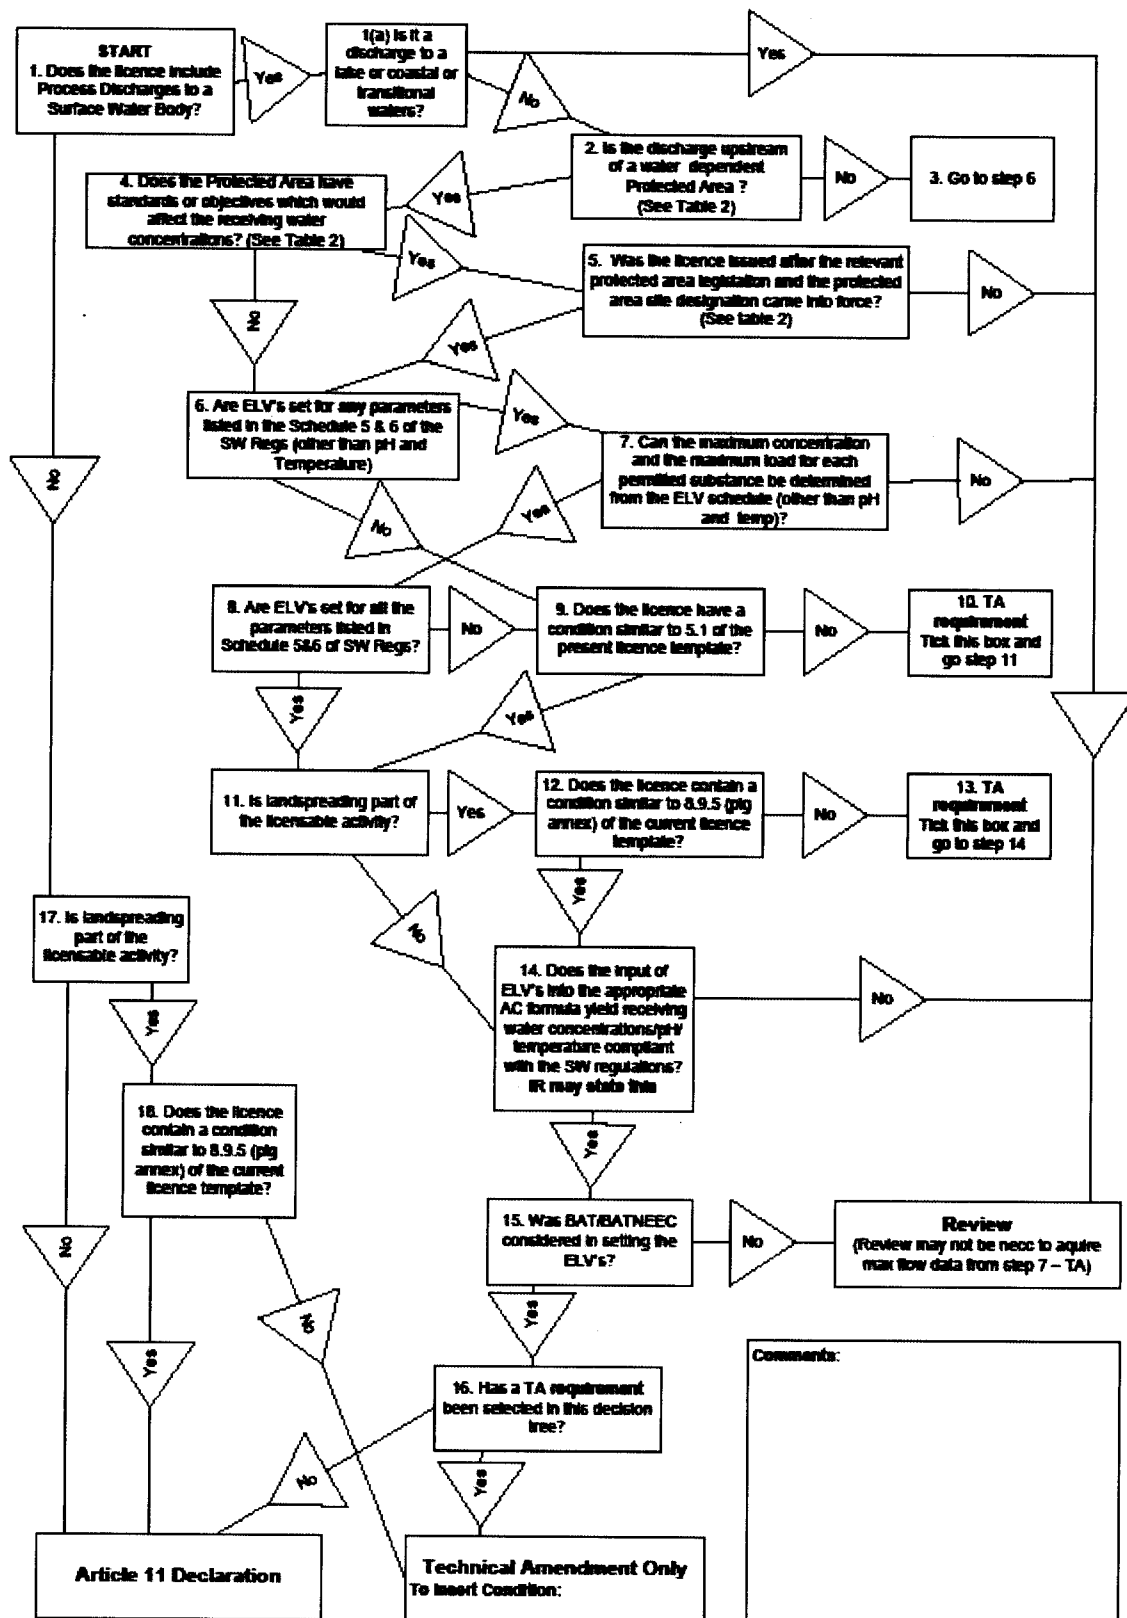 START
1. Does the licence include
Process Discharges to a
Surface Water Body?
Yes
1(a) Is it a
discharge to a
lake or coastal or
transitional
waters?
Yes
No
2. Is the discharge upstream
of a water dependent
Protected Area ?
(See Table 2)
No
3. Go to step 6
Yes
4. Does the Protected Area have
standards or objectives which would
affect the receiving water
concentrations? (See Table 2)
Yes
5. Was the licence issued after the relevant
protected area legislation and the protected
area site designation came into force?
(See table 2)
No
No
Yes
6. Are ELV's set for any parameters
listed in the Schedule 5 & 6 of the
SW Regs (other than pH and
Temperature)
Yes
7. Can the maximum concentration
and the maximum load for each
permitted substance be determined
from the ELV schedule (other than pH
and temp)?
No
No
Yes
No
8. Are ELV's set for all the
parameters listed in
Schedule 5&6 of SW Regs?
No
9. Does the licence have a
condition similar to 5.1 of the
present licence template?
No
10. TA
requirement
Tick this box and
go step 11
Yes
Yes
11. Is landspreading part of
the licensable activity?
Yes
12. Does the licence contain a
condition similar to 8.9.5 (pig
annex) of the current licence
template?
No
13. TA
requirement
Tick this box and
go to step 14
Yes
No
17. Is landspreading
part of the
licensable activity?
14. Does the input of
ELV's into the appropriate
AC formula yield receiving
water concentrations/pH/
temperature compliant
with the SW regulations?
IR may state this
No
Yes
18. Does the licence
contain a condition
similar to 8.9.5 (pig
annex) of the current
licence template?
Yes
15. Was BAT/BATNEEC
considered in setting the
ELV's?
No
Review
(Review may not be necc to aquire
max flow data from step 7 – TA)
No
No
Yes
Yes
Comments:
16. Has a TA requirement
been selected in this decision
tree?
No
Yes
Article 11 Declaration
Technical Amendment Only
To Insert Condition: